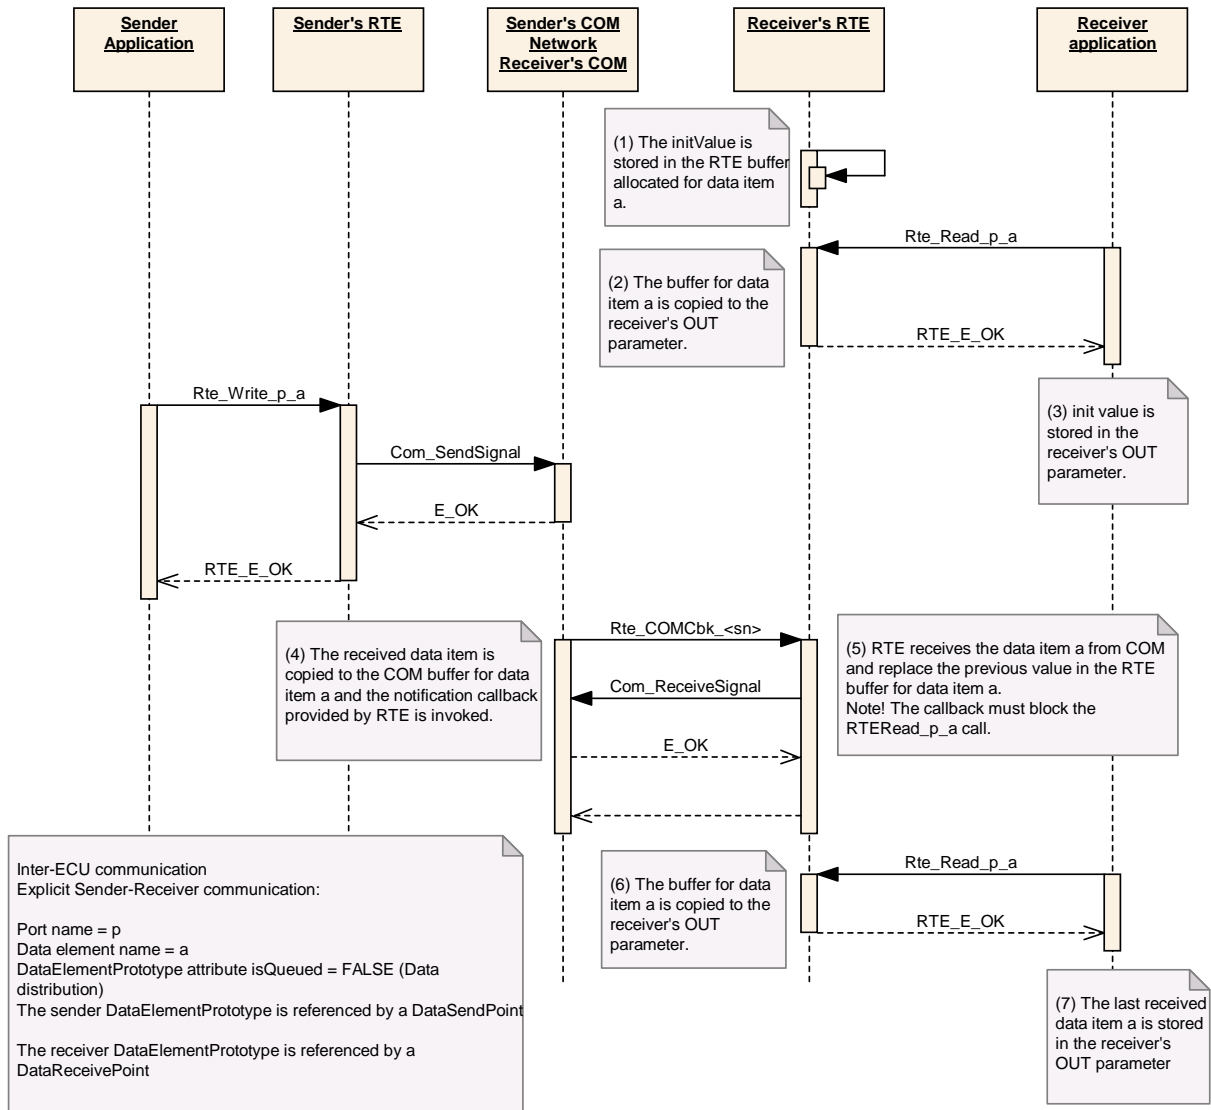 Sender
Application
Sender's RTE
Sender's COM
Network
Receiver's COM
Receiver's RTE
Receiver
application
(1) The initValue is
stored in the RTE buffer
allocated for data item
a.
Rte_Read_p_a
(2) The buffer for data
item a is copied to the
receiver's OUT
parameter.
RTE_E_OK
Rte_Write_p_a
(3) init value is
stored in the
receiver's OUT
parameter.
Com_SendSignal
E_OK
RTE_E_OK
Rte_COMCbk_<sn>
(4) The received data item is
copied to the COM buffer for data
item a and the notification callback
provided by RTE is invoked.
(5) RTE receives the data item a from COM
and replace the previous value in the RTE
buffer for data item a.
Note! The callback must block the
RTERead_p_a call.
Com_ReceiveSignal
E_OK
Inter-ECU communication
Explicit Sender-Receiver communication:
Port name = p
Data element name = a
DataElementPrototype attribute isQueued = FALSE (Data
distribution)
The sender DataElementPrototype is referenced by a DataSendPoint
The receiver DataElementPrototype is referenced by a
DataReceivePoint
Rte_Read_p_a
(6) The buffer for data
item a is copied to the
receiver's OUT
parameter.
RTE_E_OK
(7) The last received
data item a is stored
in the receiver's
OUT parameter